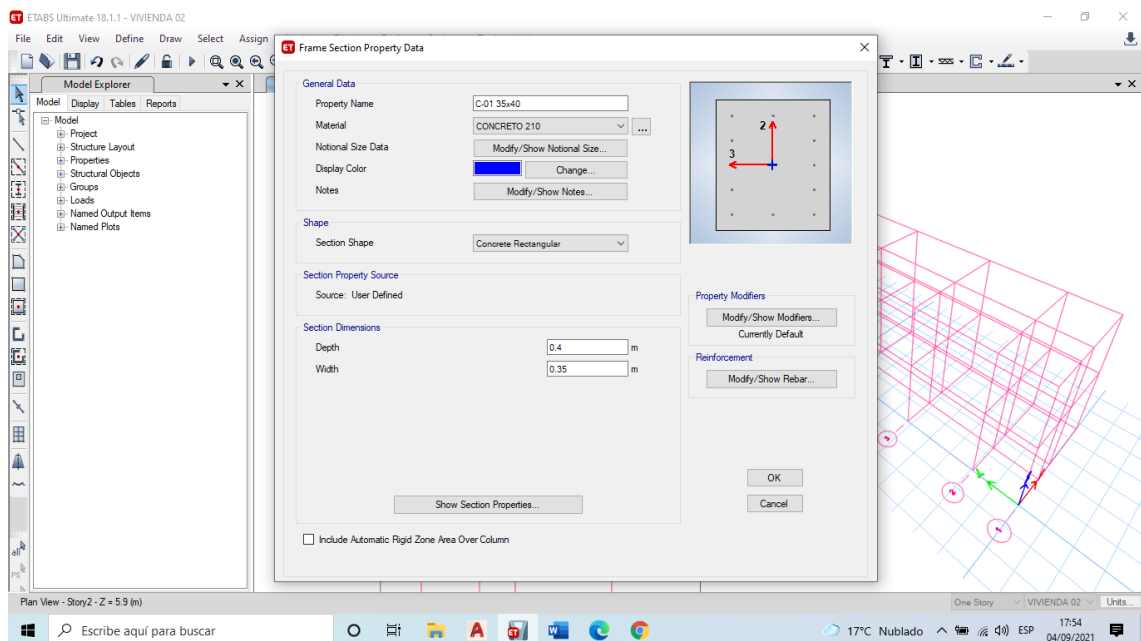 ETABS Ultimate 18.1.1 - VIVIENDA 02
File Edit View Define Draw Select Assign
Model Explorer
Model Display Tables Reports
Model
Project
Structure Layout
Properties
Structural Objects
Groups
Loads
Named Output Items
Named Plots
Frame Section Property Data
General Data
Property Name C-01 35x40
Material CONCRETO 210 ...
Notional Size Data Modify/Show Notional Size...
Display Color Change...
Notes Modify/Show Notes...
Shape
Section Shape Concrete Rectangular
Section Property Source
Source: User Defined
Section Dimensions
Depth 0.4 m
Width 0.35 m
Show Section Properties...
Include Automatic Rigid Zone Area Over Column
2
3
Property Modifiers
Modify/Show Modifiers...
Currently Default
Reinforcement
Modify/Show Rebar...
OK
Cancel
3
2
1
all
PS
Plan View - Story2 - Z = 5.9 (m) One Story VIVIENDA 02 Units...
Escribe aquí para buscar 17°C Nublado ESP 17:54
04/09/2021